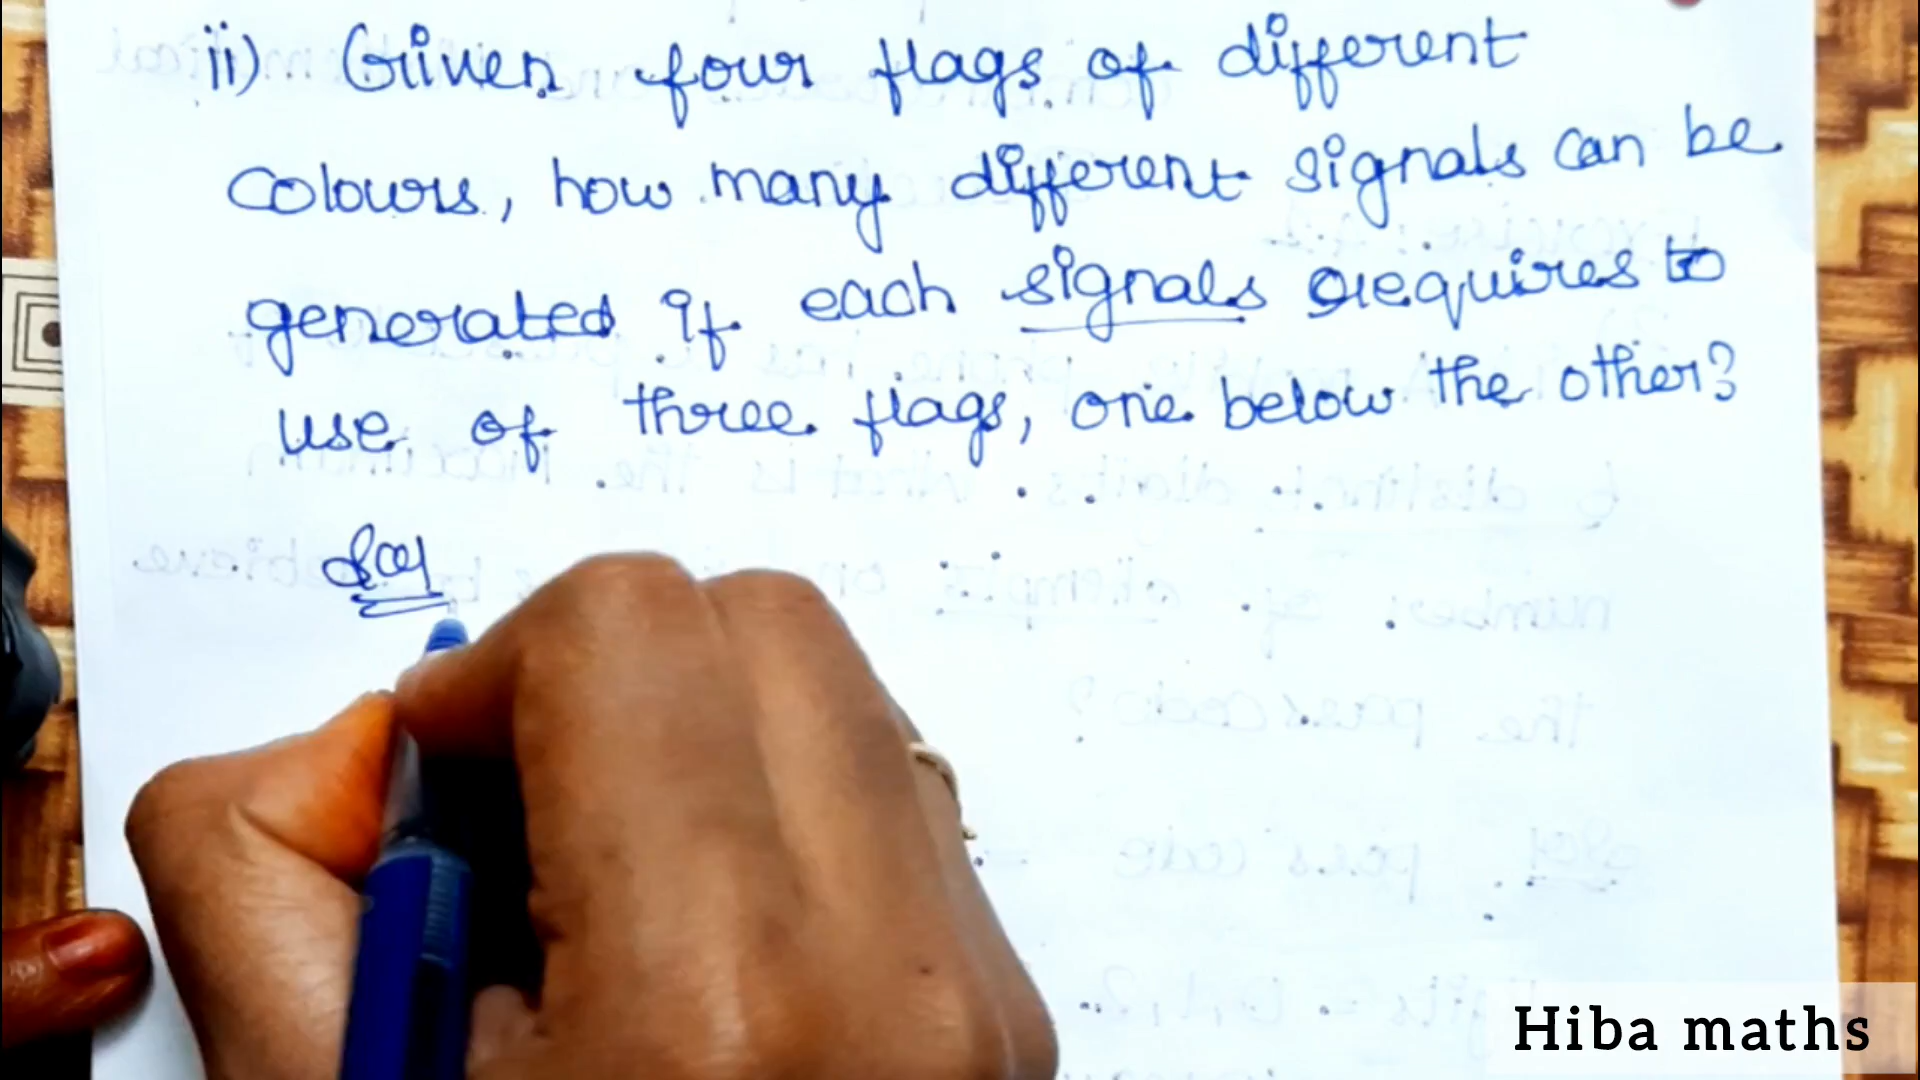 ii) Given four flags of different
colours, how many different signals can be
generated if each signals requires to
use of three flags, one below the other?
Sol
Hiba maths